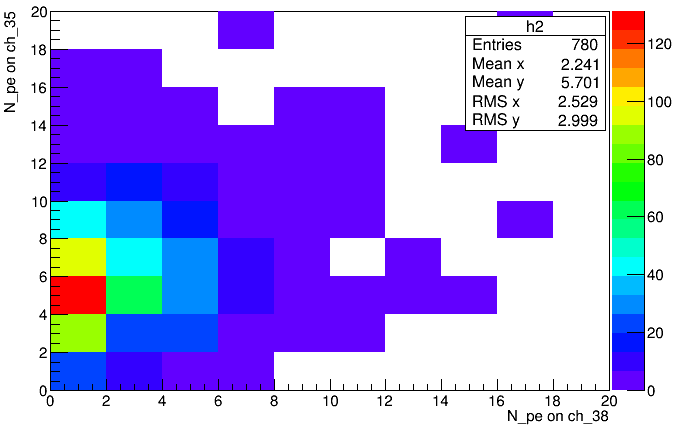 N_pe on ch_35
20
18
16
14
12
10
8
6
4
2
0
h2
Entries 780
Mean x 2.241
Mean y 5.701
RMS x 2.529
RMS y 2.999
120
100
80
60
40
20
0
0 2 4 6 8 10 12 14 16 18 20
N_pe on ch_38